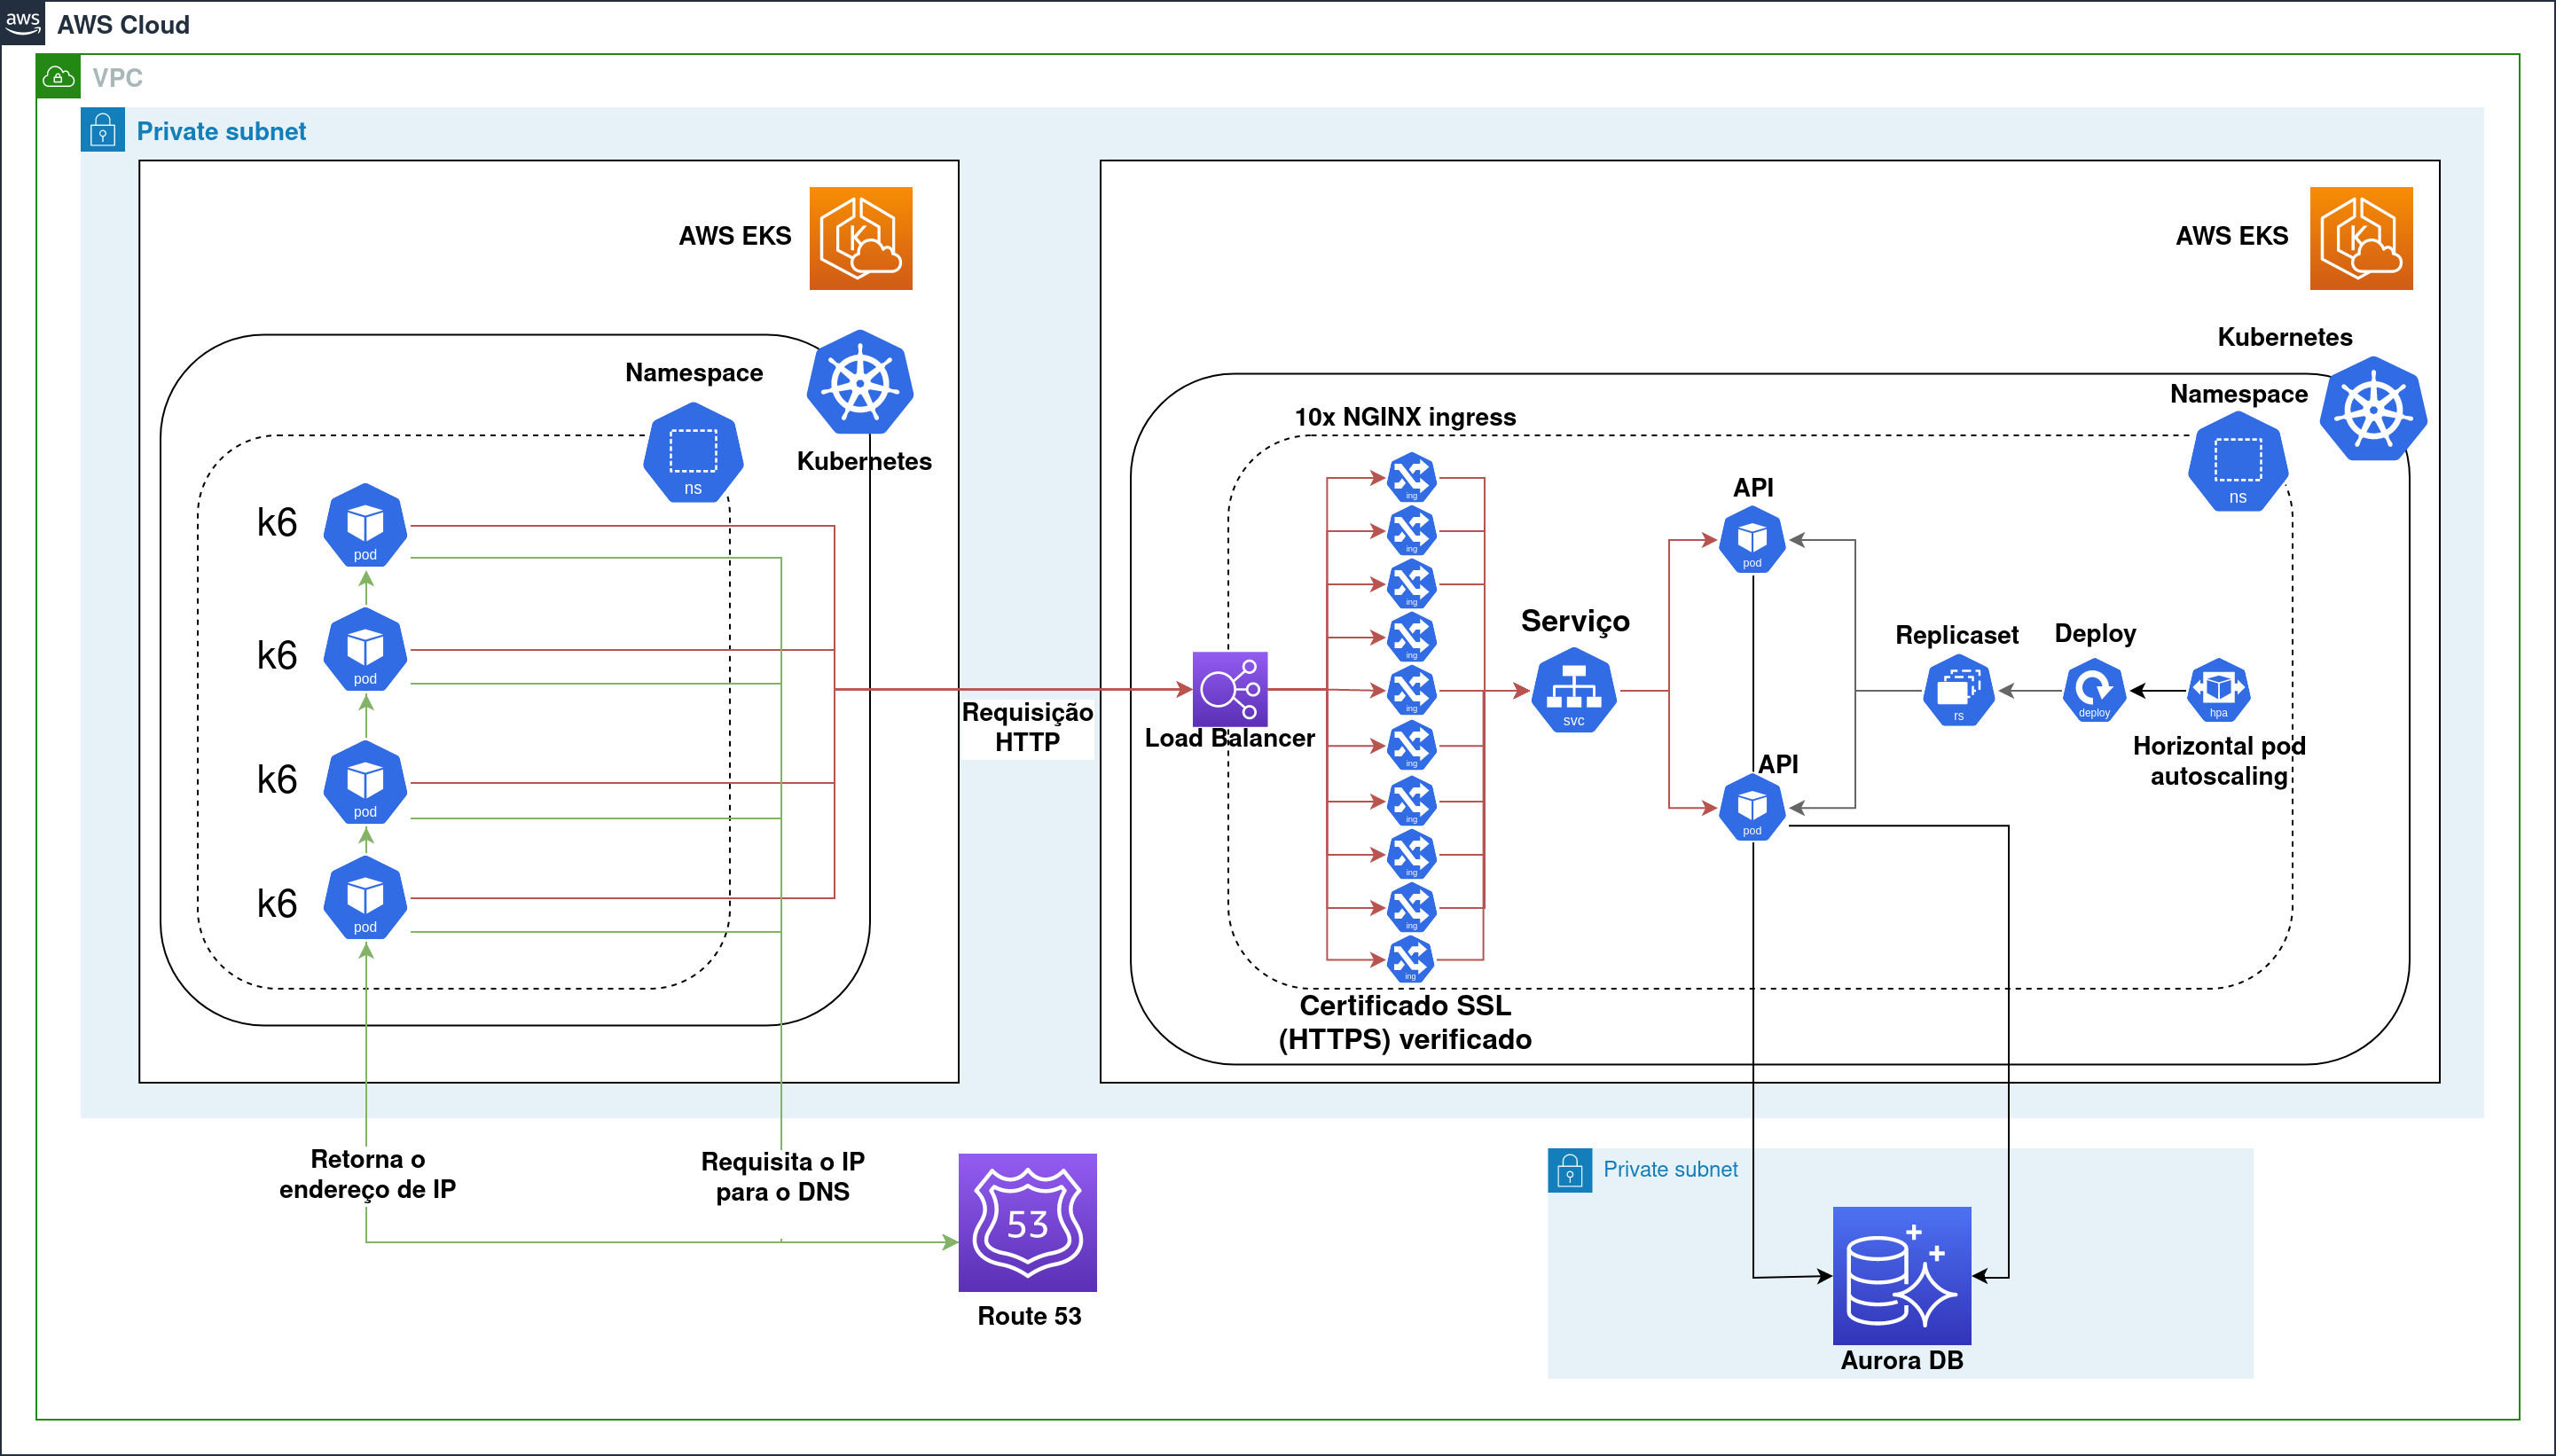 aws
AWS Cloud
VPC
Private subnet
AWS EKS
AWS EKS
Kubernetes
Namespace
ns
Kubernetes
Namespace
ns
k6
pod
k6
pod
k6
pod
k6
pod
Requisição
HTTP
Load Balancer
10x NGINX ingress
ing
ing
ing
ing
ing
ing
ing
ing
ing
ing
Certificado SSL
(HTTPS) verificado
Serviço
svc
API
pod
API
pod
Replicaset
rs
Deploy
deploy
hpa
Horizontal pod
autoscaling
Retorna o
endereço de IP
Requisita o IP
para o DNS
53
Route 53
Private subnet
Aurora DB